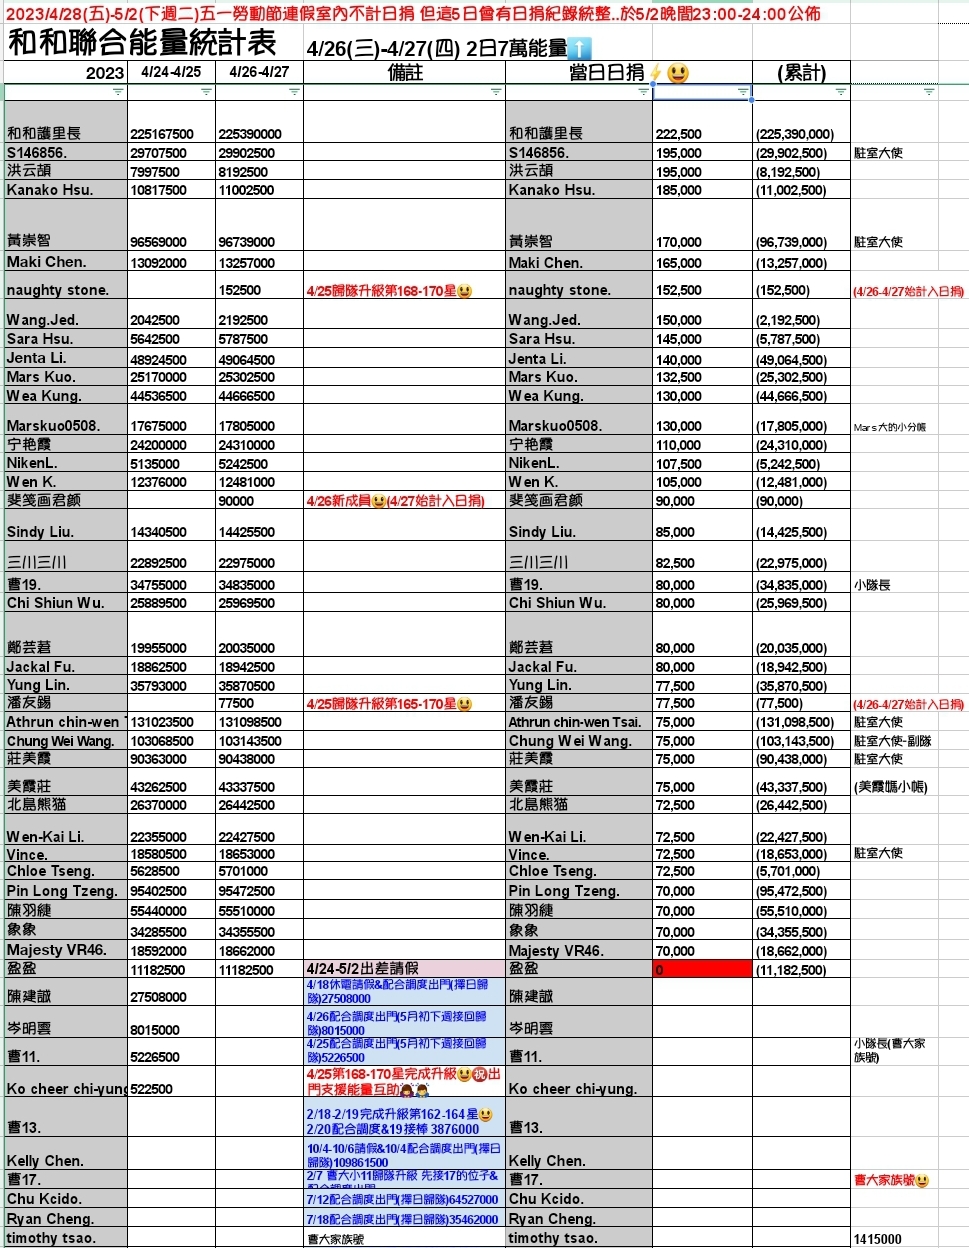 2023/4/28(五)-5/2(下週二)五一勞動節連假室內不計日捐 但這5日會有日捐紀錄統整..於5/2晚間23:00-24:00公佈
和和聯合能量統計表 4/26(三)-4/27(四) 2日7萬能量⬆️
2023 4/24-4/25 4/26-4/27 備註 當日日捐⚡😃 (累計)
和和護里長 225167500 225390000 和和護里長 222,500 (225,390,000)
S146856. 29707500 29902500 S146856. 195,000 (29,902,500) 駐室大使
洪云頡 7997500 8192500 洪云頡 195,000 (8,192,500)
Kanako Hsu. 10817500 11002500 Kanako Hsu. 185,000 (11,002,500)
黃崇智 96569000 96739000 黃崇智 170,000 (96,739,000) 駐室大使
Maki Chen. 13092000 13257000 Maki Chen. 165,000 (13,257,000)
naughty stone. 152500 4/25歸隊升級第168-170星😃 naughty stone. 152,500 (152,500) (4/26-4/27始計入日捐)
Wang.Jed. 2042500 2192500 Wang.Jed. 150,000 (2,192,500)
Sara Hsu. 5642500 5787500 Sara Hsu. 145,000 (5,787,500)
Jenta Li. 48924500 49064500 Jenta Li. 140,000 (49,064,500)
Mars Kuo. 25170000 25302500 Mars Kuo. 132,500 (25,302,500)
Wea Kung. 44536500 44666500 Wea Kung. 130,000 (44,666,500)
Marskuo0508. 17675000 17805000 Marskuo0508. 130,000 (17,805,000) Mars大的小分帳
宁艳霞 24200000 24310000 宁艳霞 110,000 (24,310,000)
NikenL. 5135000 5242500 NikenL. 107,500 (5,242,500)
Wen K. 12376000 12481000 Wen K. 105,000 (12,481,000)
斐笺画君颜 90000 4/26新成員😃(4/27始計入日捐) 斐笺画君颜 90,000 (90,000)
Sindy Liu. 14340500 14425500 Sindy Liu. 85,000 (14,425,500)
三川三川 22892500 22975000 三川三川 82,500 (22,975,000)
曹19. 34755000 34835000 曹19. 80,000 (34,835,000) 小隊長
Chi Shiun Wu. 25889500 25969500 Chi Shiun Wu. 80,000 (25,969,500)
鄭芸莙 19955000 20035000 鄭芸莙 80,000 (20,035,000)
Jackal Fu. 18862500 18942500 Jackal Fu. 80,000 (18,942,500)
Yung Lin. 35793000 35870500 Yung Lin. 77,500 (35,870,500)
潘友錫 77500 4/25歸隊升級第165-170星😃 潘友錫 77,500 (77,500) (4/26-4/27始計入日捐)
Athrun chin-wen T 131023500 131098500 Athrun chin-wen Tsai. 75,000 (131,098,500) 駐室大使
Chung Wei Wang. 103068500 103143500 Chung Wei Wang. 75,000 (103,143,500) 駐室大使-副隊
莊美霞 90363000 90438000 莊美霞 75,000 (90,438,000) 駐室大使
美霞莊 43262500 43337500 美霞莊 75,000 (43,337,500) (美霞媽小帳)
北島熊猫 26370000 26442500 北島熊猫 72,500 (26,442,500)
Wen-Kai Li. 22355000 22427500 Wen-Kai Li. 72,500 (22,427,500)
Vince. 18580500 18653000 Vince. 72,500 (18,653,000) 駐室大使
Chloe Tseng. 5628500 5701000 Chloe Tseng. 72,500 (5,701,000)
Pin Long Tzeng. 95402500 95472500 Pin Long Tzeng. 70,000 (95,472,500)
陳羽緁 55440000 55510000 陳羽緁 70,000 (55,510,000)
象象 34285500 34355500 象象 70,000 (34,355,500)
Majesty VR46. 18592000 18662000 Majesty VR46. 70,000 (18,662,000)
盈盈 11182500 11182500 4/24-5/2出差請假 盈盈 0 (11,182,500)
陳建誠 27508000 4/18休電請假&配合調度出門(擇日歸隊)27508000 陳建誠
岑明雲 8015000 4/26配合調度出門(5月初下週接回歸隊)8015000 岑明雲
曹11. 5226500 4/25配合調度出門(5月初下週接回歸隊)5226500 曹11. 小隊長(曹大家族號)
Ko cheer chi-yung 522500 4/25第168-170星完成升級😃㊗️出門支援能量互助🙇🙇‍♂️ Ko cheer chi-yung.
曹13. 2/18-2/19完成升級第162-164星😃 2/20配合調度&19接棒 3876000 曹13.
Kelly Chen. 10/4-10/6請假&10/4配合調度出門(擇日歸隊)109861500 Kelly Chen.
曹17. 2/7 曹大小11歸隊升級 先接17的位子& 曹17. 曹大家族號😃
Chu Kcido. 7/12配合調度出門(擇日歸隊)64527000 Chu Kcido.
Ryan Cheng. 7/18配合調度出門(擇日歸隊)35462000 Ryan Cheng.
timothy tsao. 曹大家族號 timothy tsao. 1415000